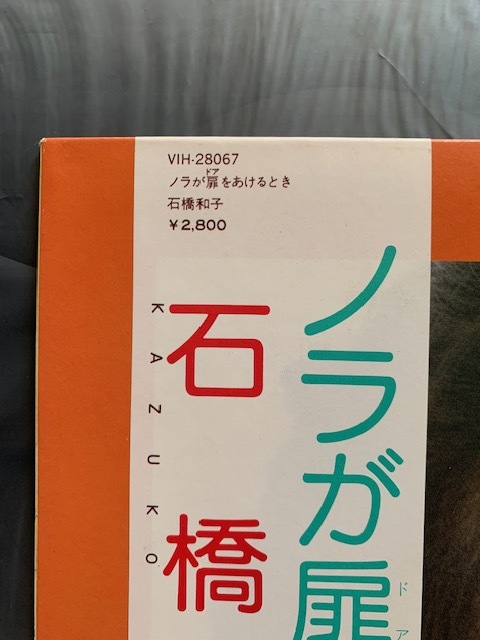 VIH-28067
ノラが扉をあけるとき
ドア
石橋和子
￥2,800
ノラが扉
ドア
石橋
KAZUKO